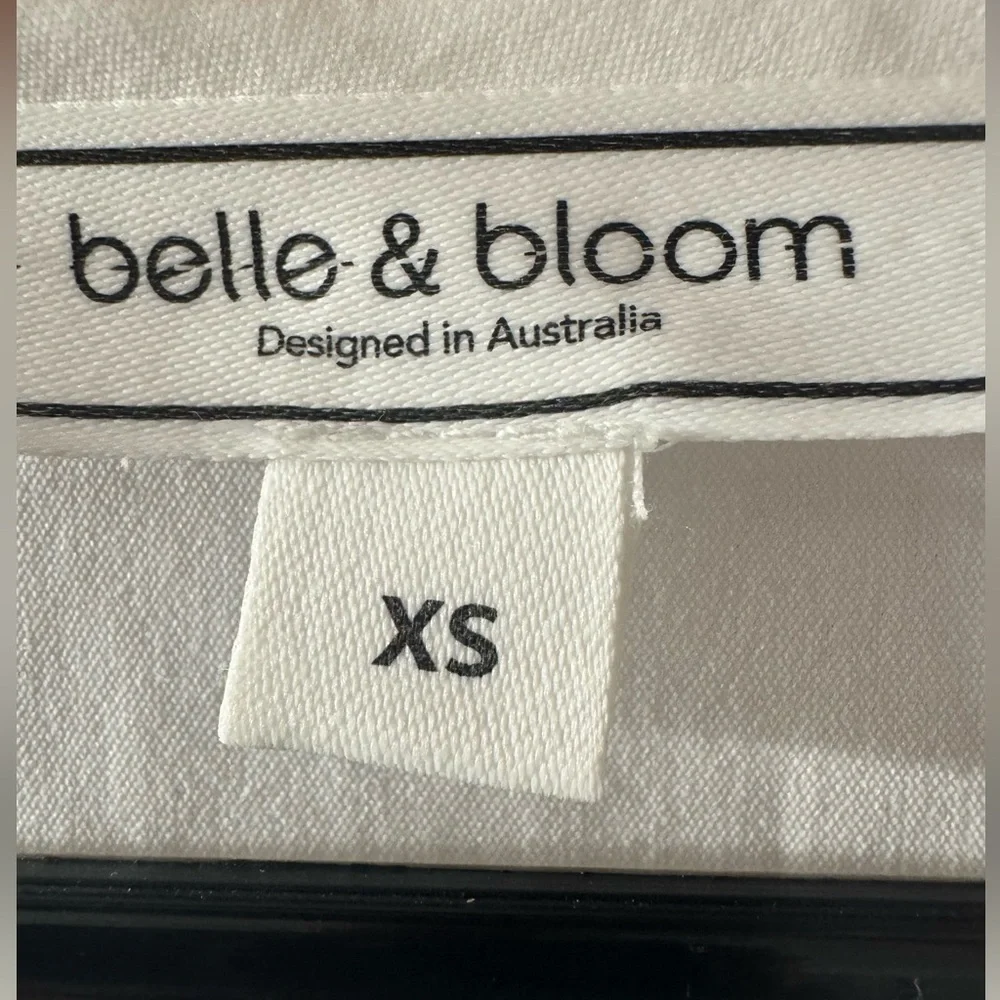 belle & bloom
Designed in Australia
XS